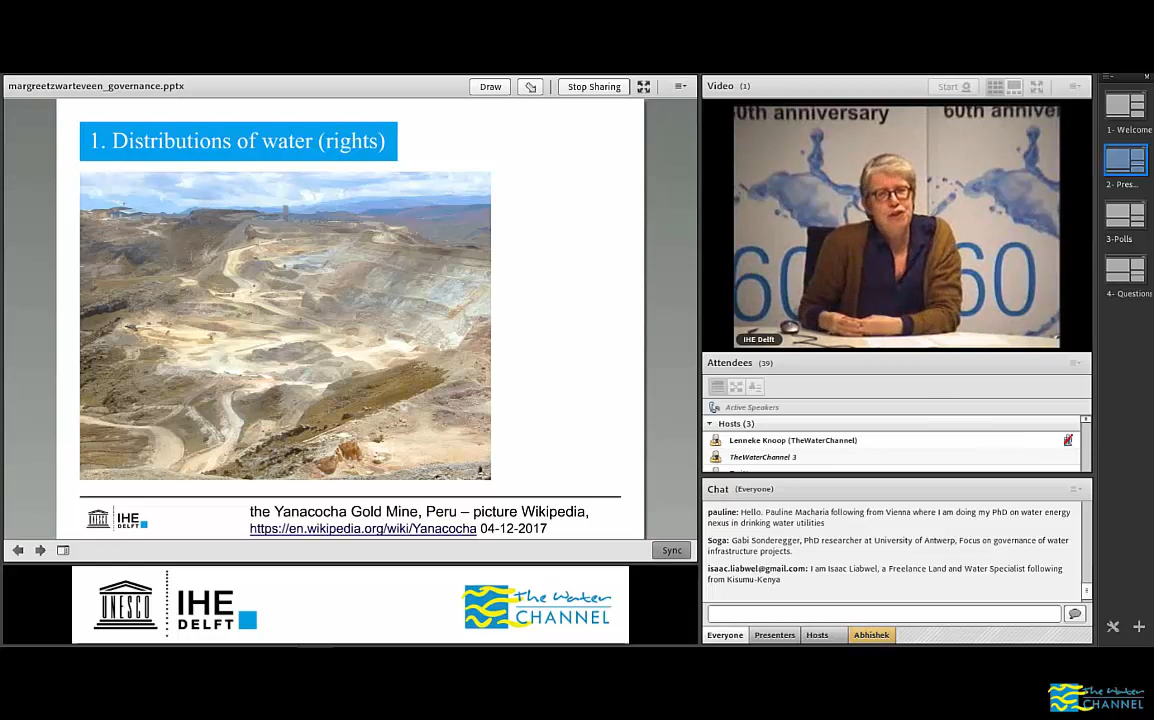 margreetzwarteveen_governance.pptx
Draw
Stop Sharing
1. Distributions of water (rights)
the Yanacocha Gold Mine, Peru – picture Wikipedia,
https://en.wikipedia.org/wiki/Yanacocha 04-12-2017
UNESCO
IHE
DELFT
Sync
UNESCO
IHE
DELFT
The Water
CHANNEL
Video (1)
Start
60th anniversary
60
60
IHE Delft
Attendees (39)
Active Speakers
Hosts (3)
Lenneke Knoop (TheWaterChannel)
TheWaterChannel 3
Chat (Everyone)
pauline: Hello. Pauline Macharia following from Vienna where I am doing my PhD on water energy
nexus in drinking water utilities
Soga: Gabi Sonderegger, PhD researcher at University of Antwerp, Focus on governance of water
infrastructure projects.
isaac.liabwel@gmail.com: I am Isaac Liabwel, a Freelance Land and Water Specialist following
from Kisumu-Kenya
Everyone
Presenters
Hosts
Abhishek
1- Welcome
2- Pres...
3-Polls
4- Questions
The Water
CHANNEL